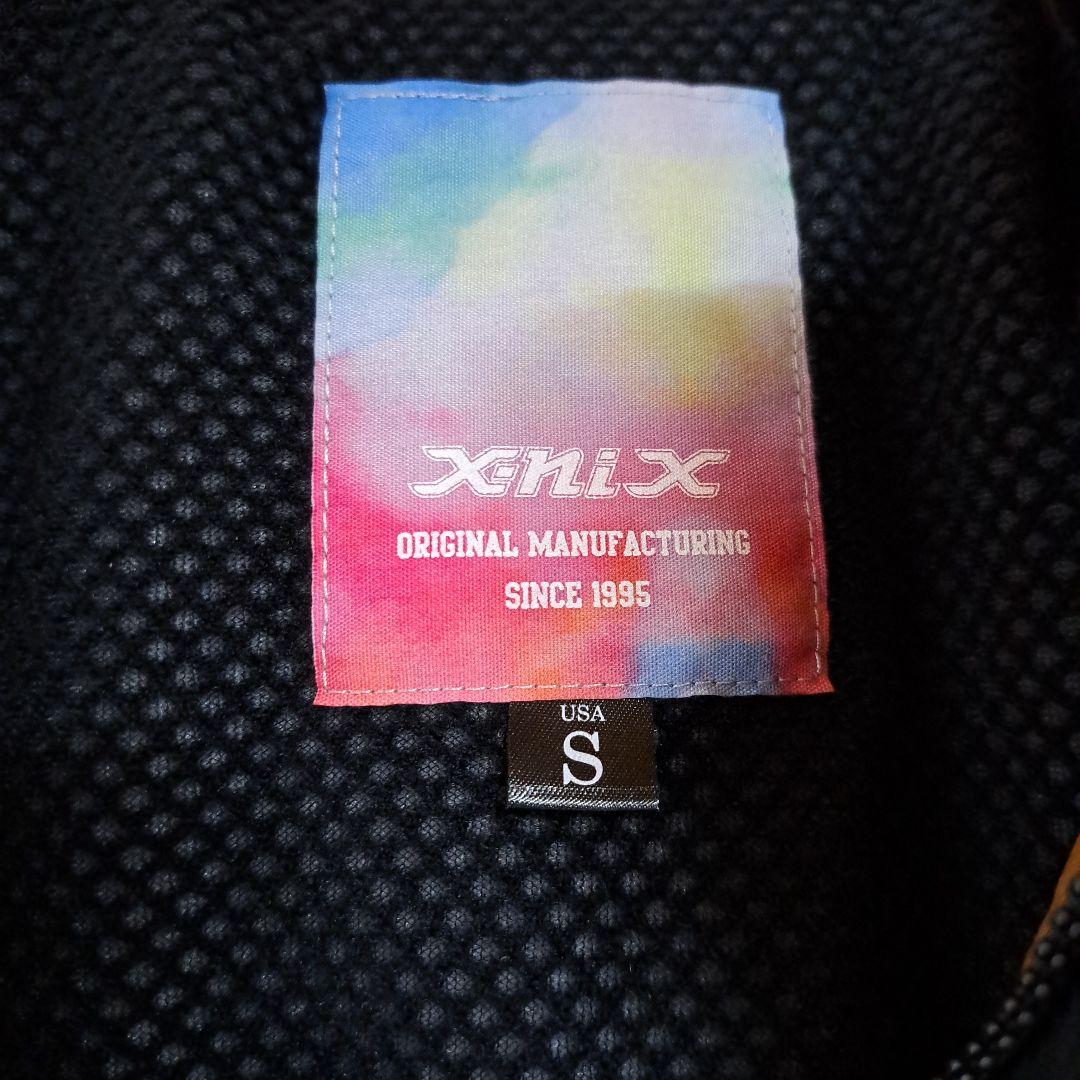 X-NIX
ORIGINAL MANUFACTURING
SINCE 1995
USA
S